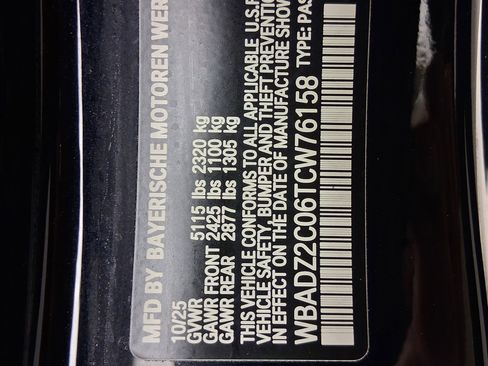 MFD BY BAYERISCHE MOTOREN WER
10/25
GVWR 5115 lbs 2320 kg
GAWR FRONT 2425 lbs 1100 kg
GAWR REAR 2877 lbs 1305 kg
THIS VEHICLE CONFORMS TO ALL APPLICABLE U.S.F
VEHICLE SAFETY, BUMPER AND THEFT PREVENTIO
IN EFFECT ON THE DATE OF MANUFACTURE SHOW
WBADZ2C06TCW76158 TYPE: PAS